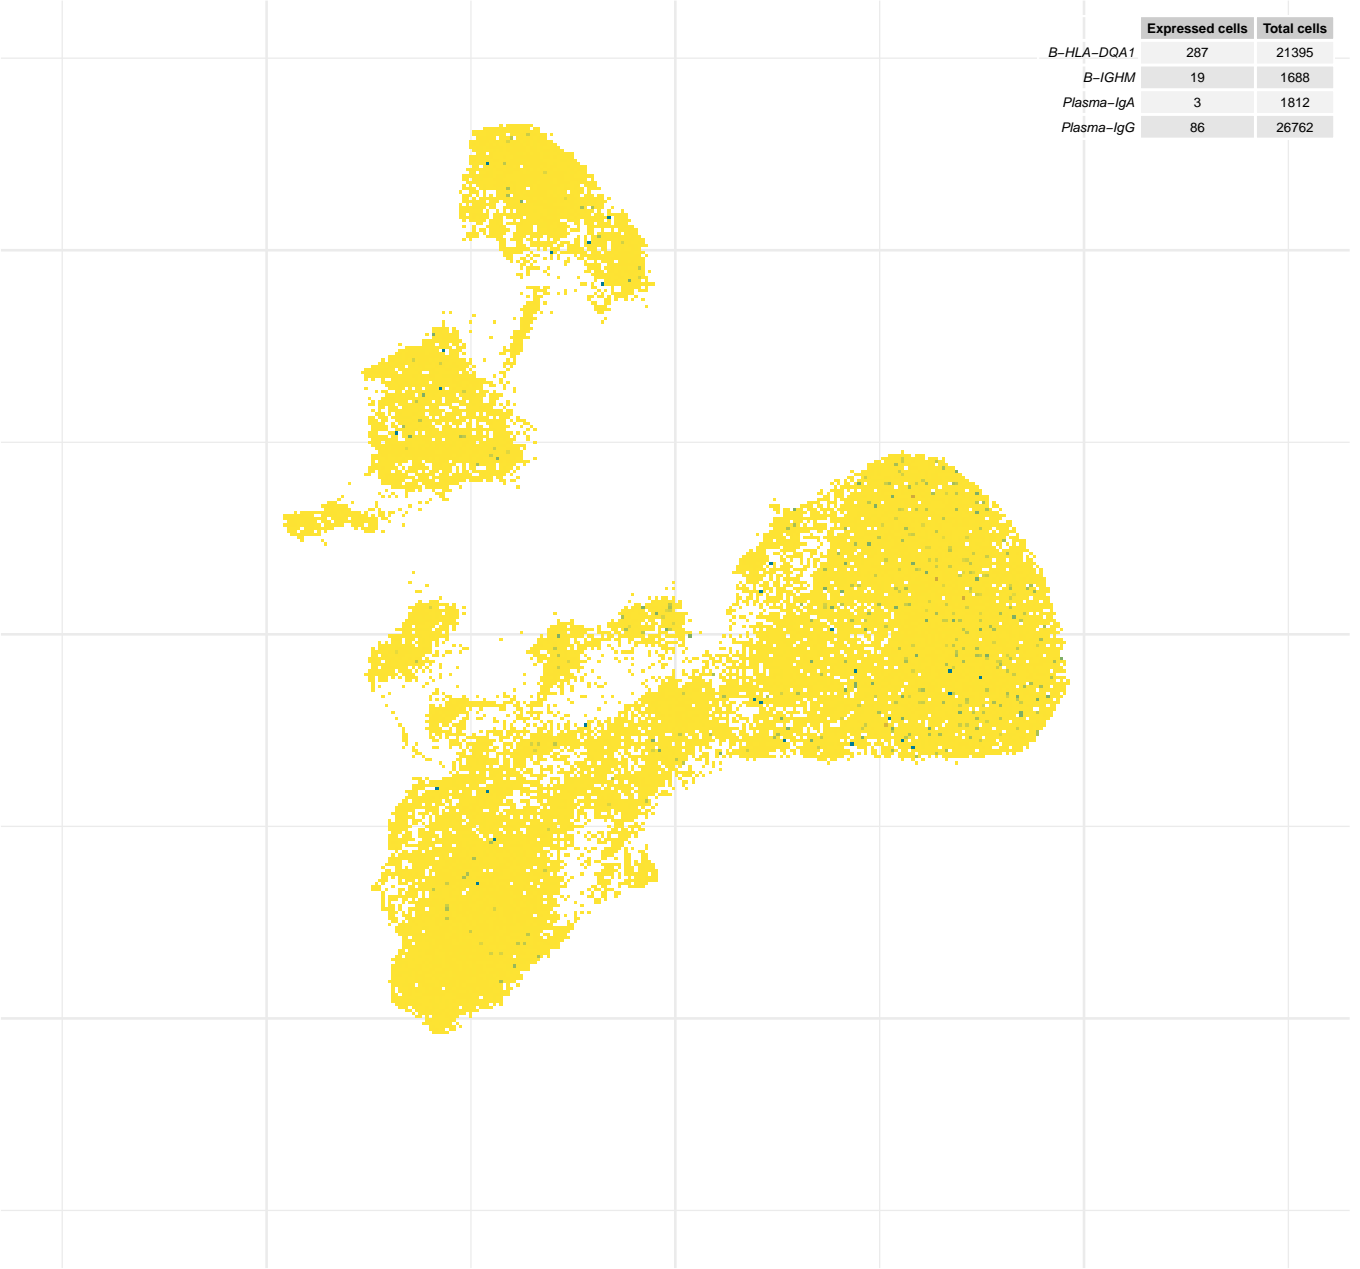 Expressed cells Total cells
B−HLA−DQA1 287 21395
B−IGHM 19 1688
Plasma−IgA 3 1812
Plasma−IgG 86 26762